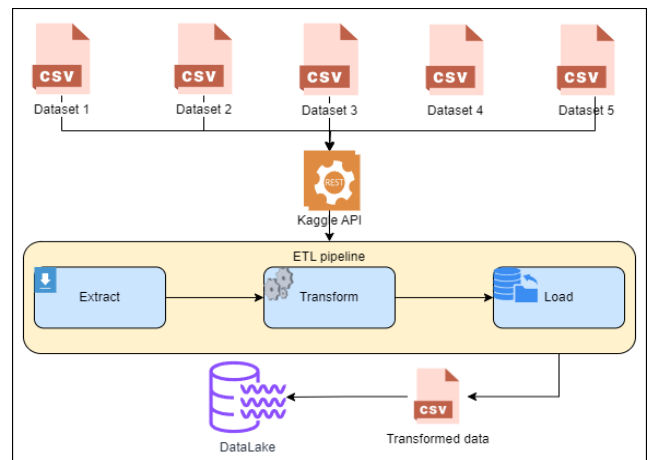 CSV
CSV
CSV
CSV
CSV
Dataset 1
Dataset 2
Dataset 3
Dataset 4
Dataset 5
REST
Kaggle API
ETL pipeline
Extract
Transform
Load
CSV
DataLake
Transformed data